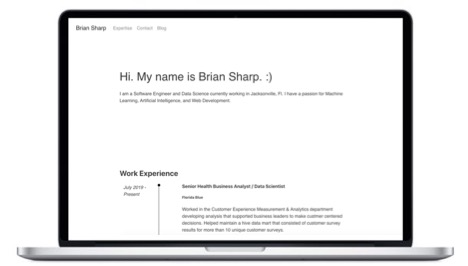 Brian Sharp Expertise Contact Blog
Hi. My name is Brian Sharp. :)
I am a Software Engineer and Data Science currently working in Jacksonville, Fl. I have a passion for Machine
Learning, Artificial Intelligence, and Web Development
Work Experience
July 2019 -
Present
Senior Health Business Analyst / Data Scientist
Florida Blue
Worked in the Customer Experience Measurement & Analytics department
developing analysis that supported business leaders to make custmer centered
decisions. Helped maintain a hive data mart that consisted of customer survey
results for more than 10 unique customer surveys.